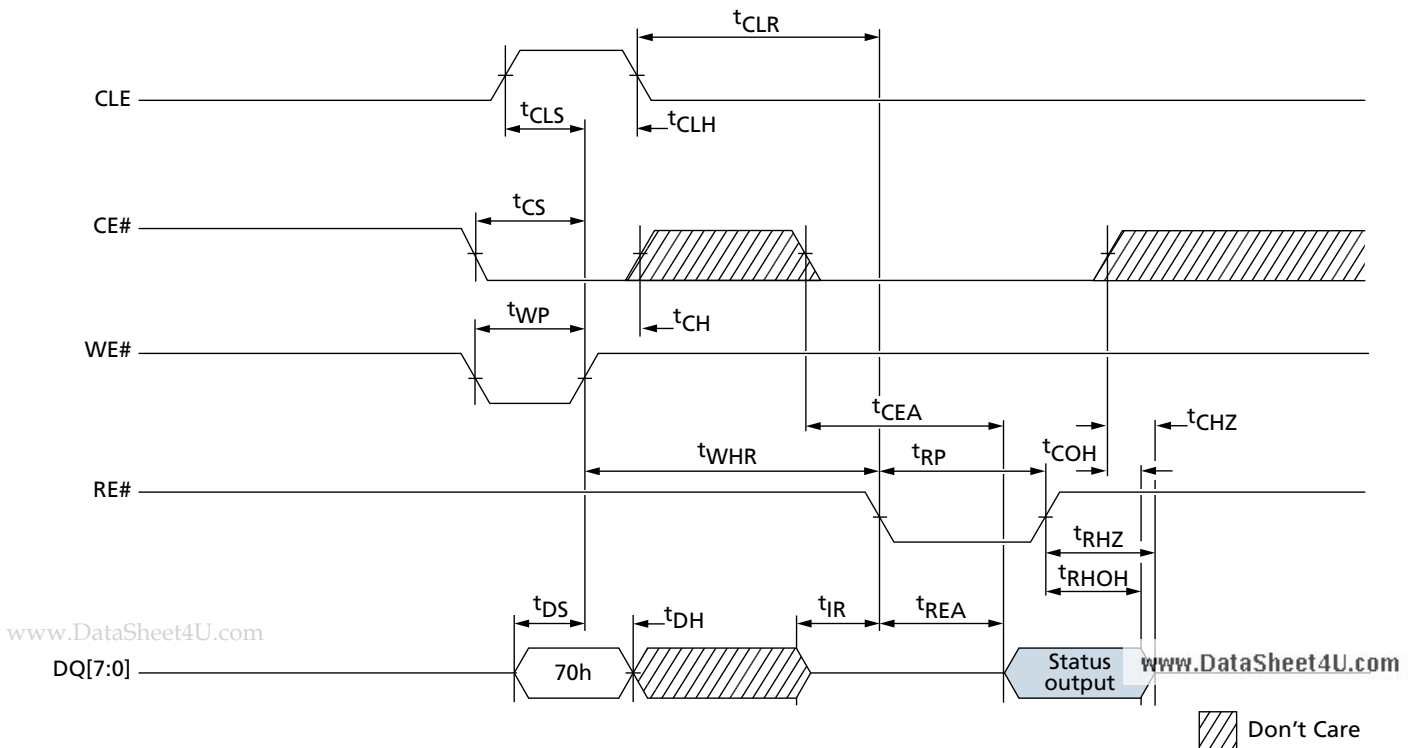 tCLR
CLE
tCLS
tCLH
tCS
CE#
tWP
tCH
WE#
tCEA
tCHZ
tWHR
tRP
tCOH
RE#
tRHZ
tRHOH
tDS
tDH
tIR
tREA
www.DataSheet4U.com
DQ[7:0]
70h
Status
output
www.DataSheet4U.com
Don't Care